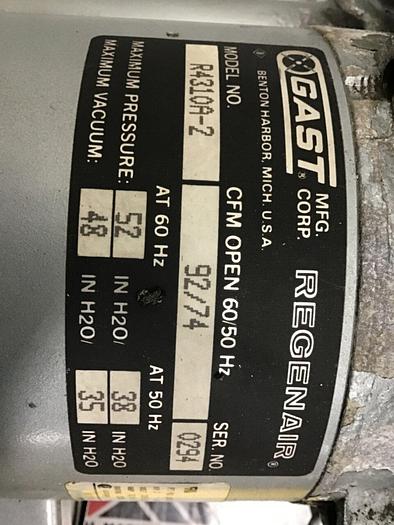 GAST® MFG. CORP. REGENAIR®
BENTON HARBOR, MICH. U.S.A.
MODEL NO. CFM OPEN 60/50 Hz SER. NO
R4310A-2 92/74 0294
AT 60 Hz AT 50 Hz
MAXIMUM PRESSURE: 52 IN H2O/ 38 IN H2O
MAXIMUM VACUUM: 48 IN H2O/ 35 IN H2O